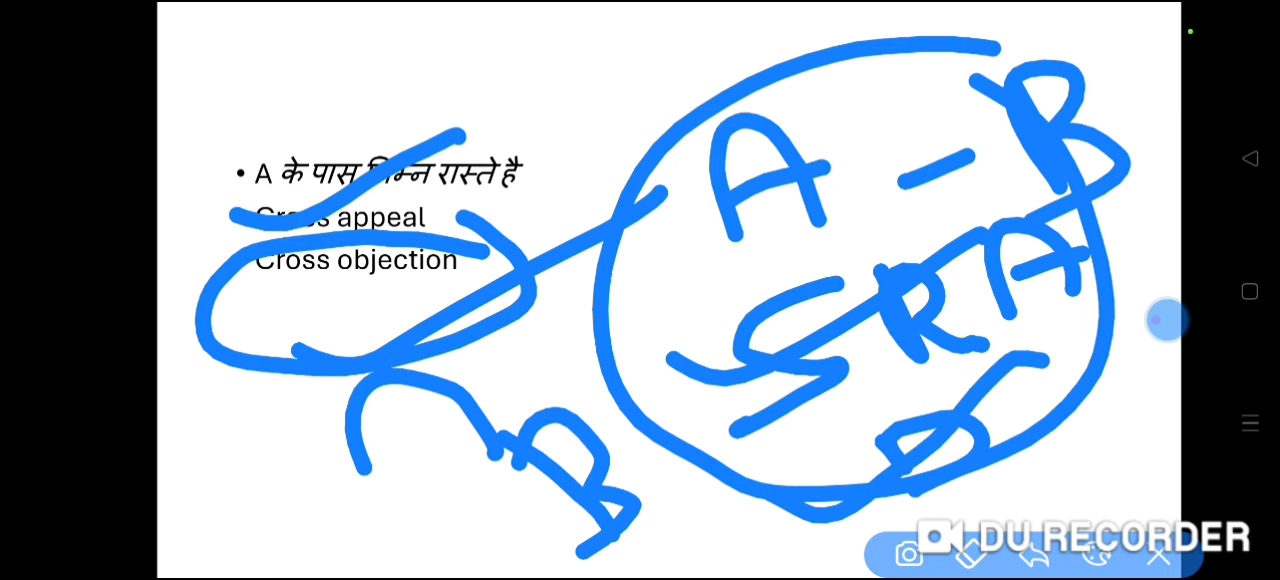 • A के पास निम्न रास्ते है
Cross appeal
Cross objection
A - B
SRA
B
DU RECORDER